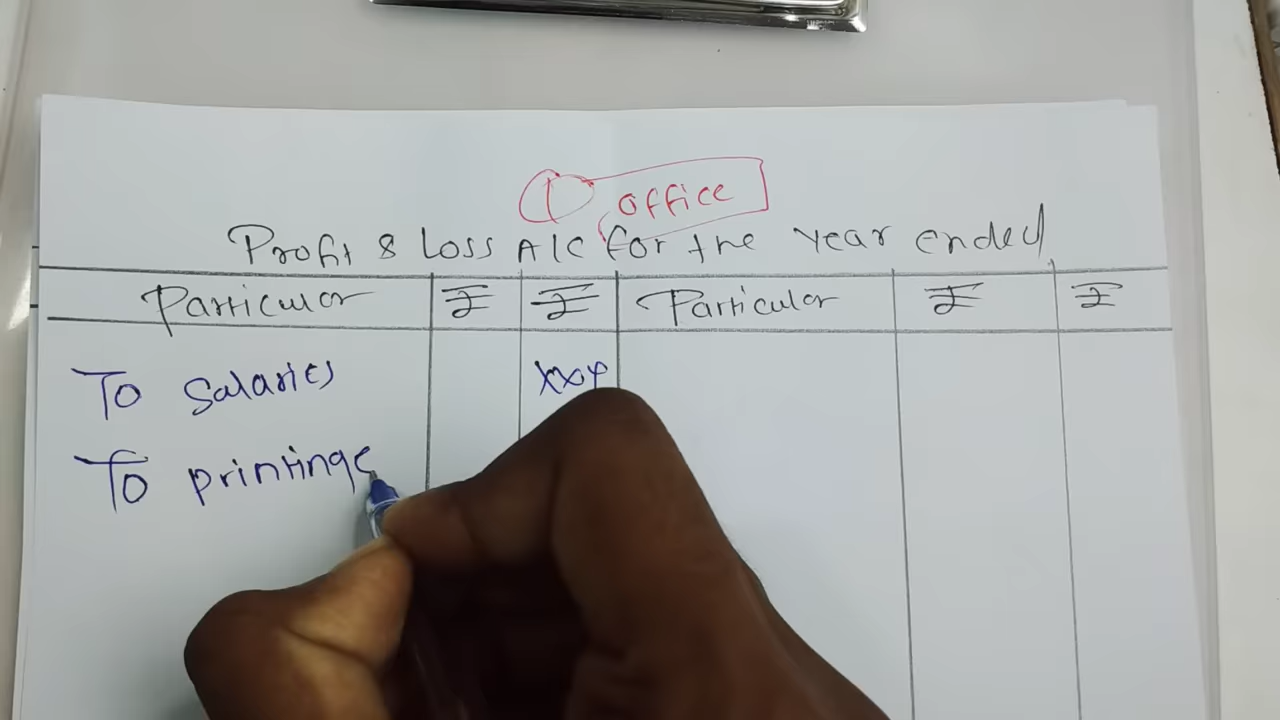 ① office
Profit & Loss A/C for the year ended
Particular ₹ ₹ Particular ₹ ₹
To Salaries xxx
To printing